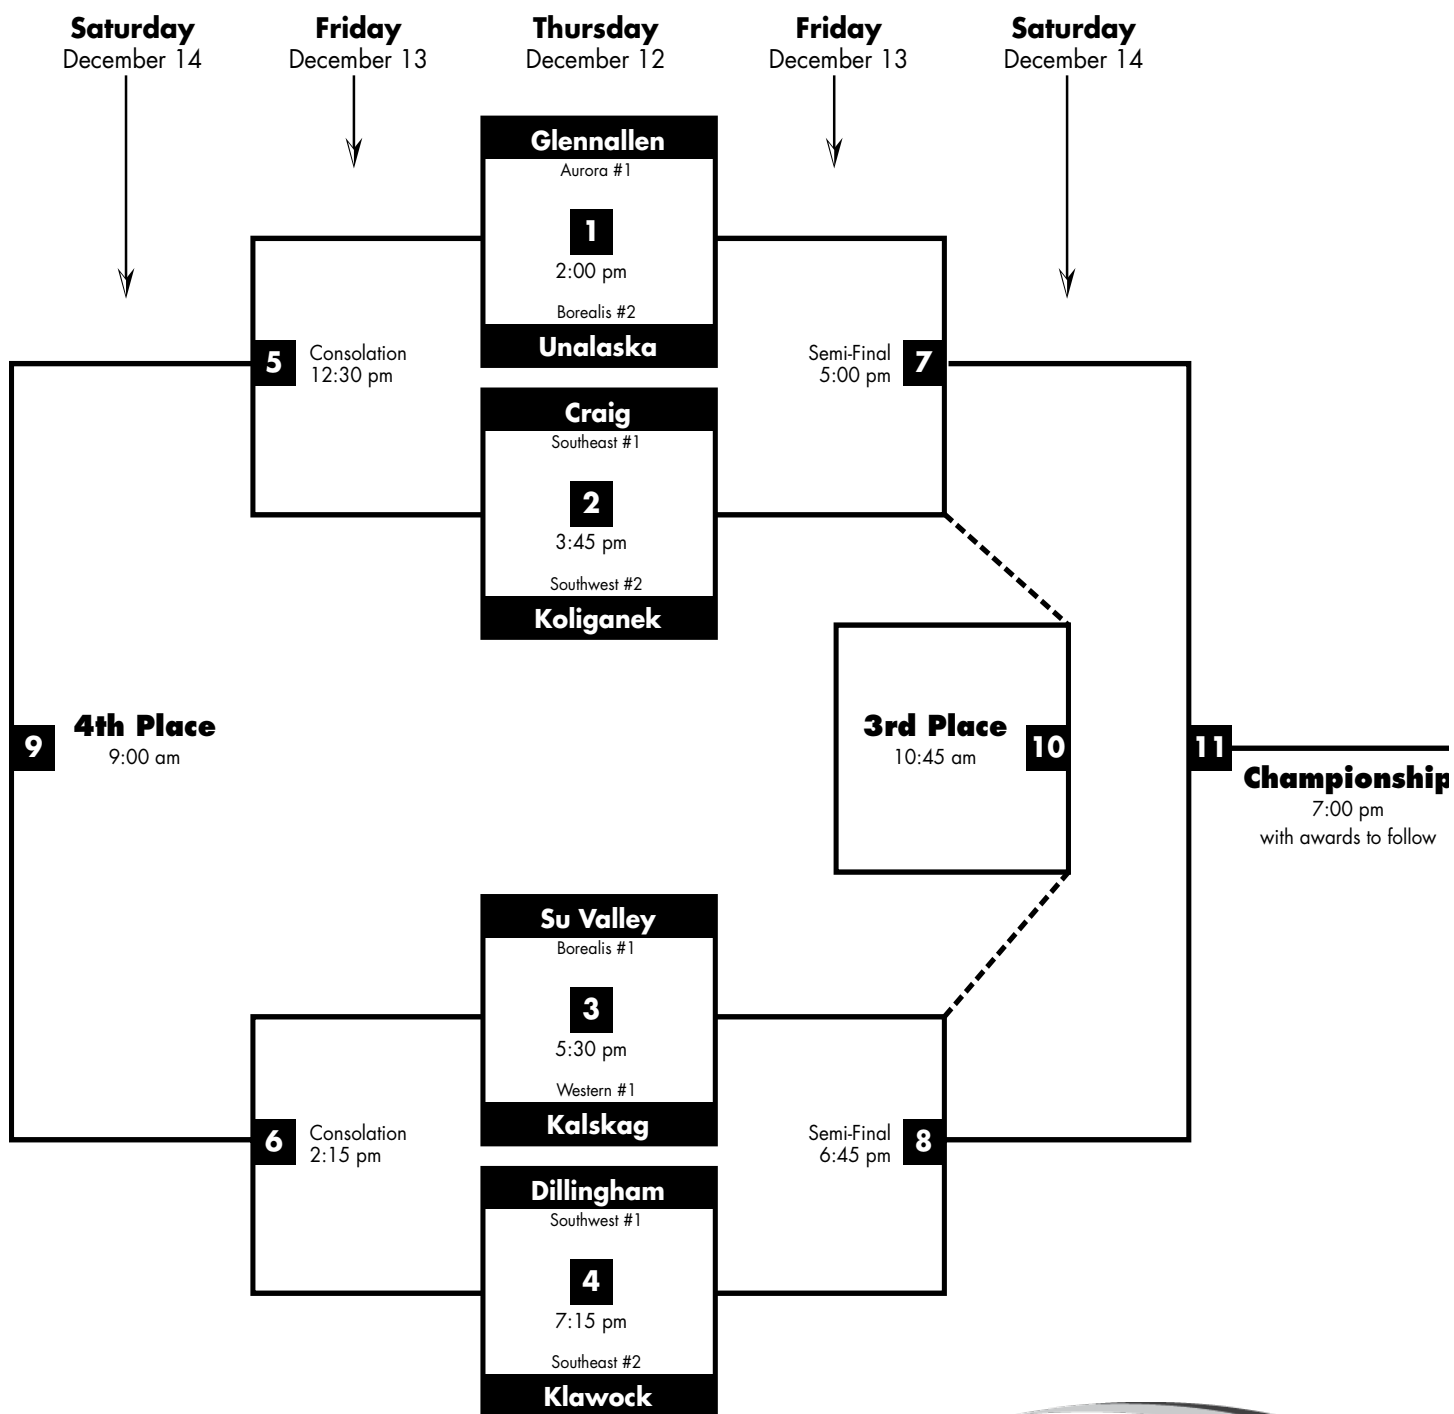 Saturday
December 14
Friday
December 13
Thursday
December 12
Friday
December 13
Saturday
December 14
Glennallen
Aurora #1
1
2:00 pm
Borealis #2
Unalaska
5
Consolation
12:30 pm
Semi-Final
5:00 pm
7
Craig
Southeast #1
2
3:45 pm
Southwest #2
Koliganek
9
4th Place
9:00 am
3rd Place
10:45 am
10
11
Championship
7:00 pm
with awards to follow
Su Valley
Borealis #1
3
5:30 pm
Western #1
Kalskag
6
Consolation
2:15 pm
Semi-Final
6:45 pm
8
Dillingham
Southwest #1
4
7:15 pm
Southeast #2
Klawock